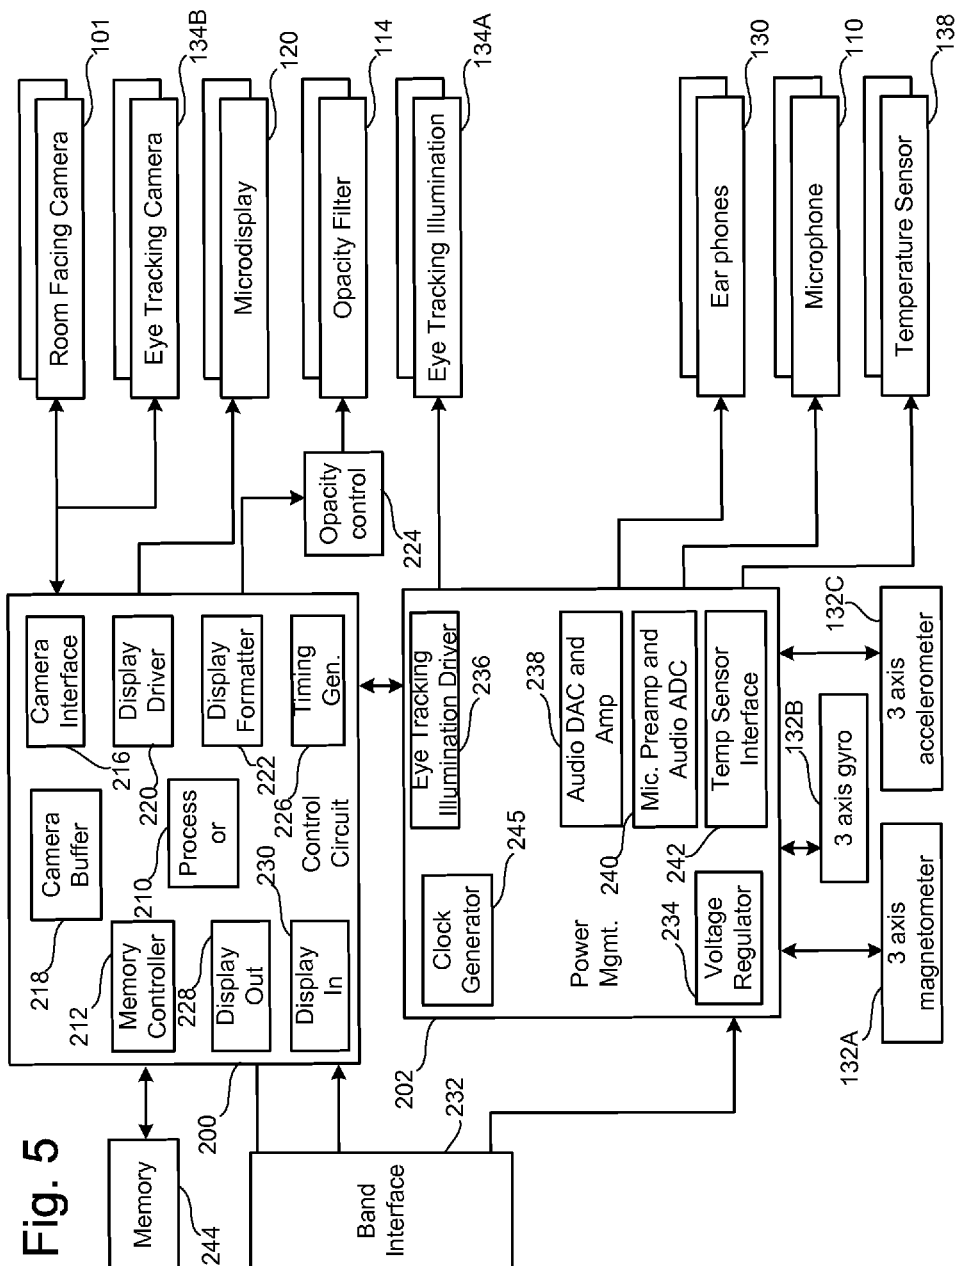 Fig. 5
Room Facing Camera
101
Eye Tracking Camera
134B
Microdisplay
120
Opacity Filter
114
Eye Tracking Illumination
134A
Ear phones
130
Microphone
110
Temperature Sensor
138
Opacity
control
224
Camera
Interface
216
Display
Driver
220
Display
Formatter
222
Timing
Gen.
226
Camera
Buffer
218
Process
or
210
Control
Circuit
Memory
Controller
212
Display
Out
228
Display
In
230
200
Memory
244
Band
Interface
232
202
Eye Tracking
Illumination Driver
236
Audio DAC and
Amp
238
Mic. Preamp and
Audio ADC
240
Temp Sensor
Interface
242
Clock
Generator
245
Power
Mgmt.
Voltage
Regulator
234
3 axis
magnetometer
132A
3 axis gyro
132B
3 axis
accelerometer
132C